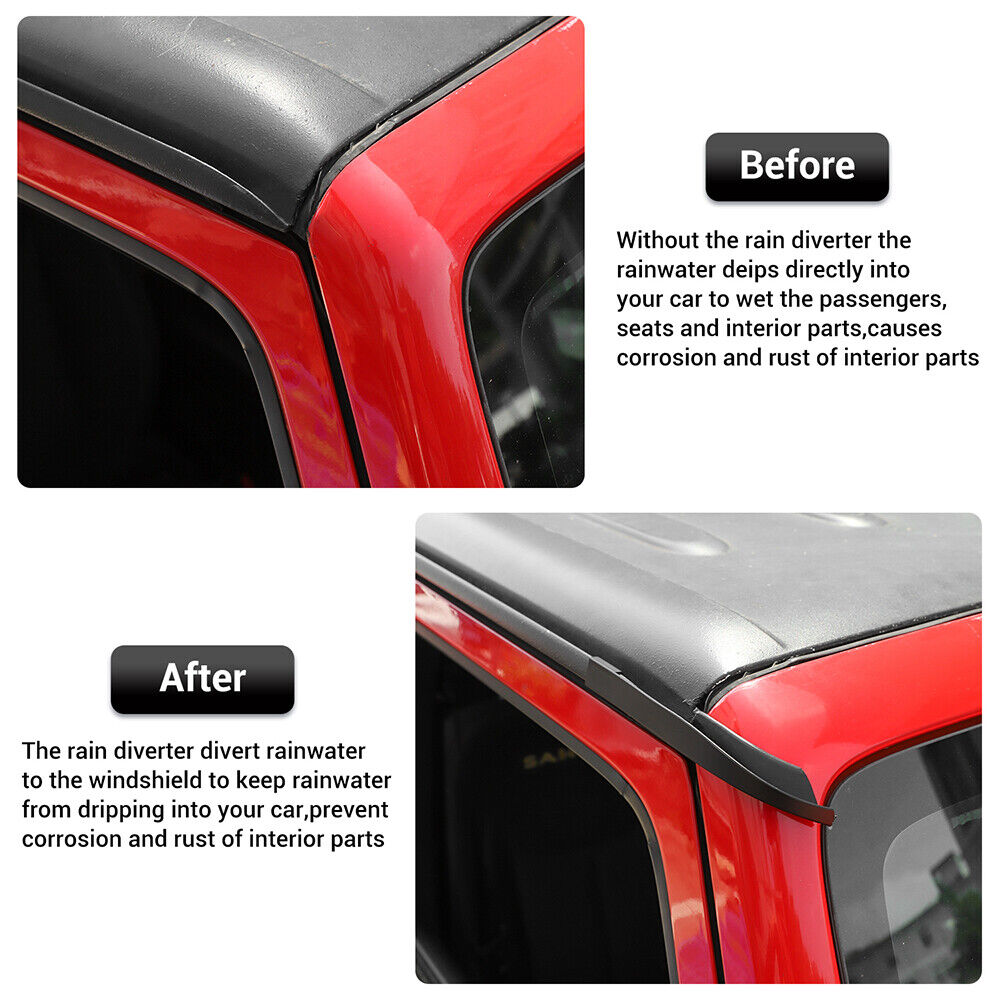 Before
Without the rain diverter the
rainwater deips directly into
your car to wet the passengers,
seats and interior parts,causes
corrosion and rust of interior parts
After
The rain diverter divert rainwater
to the windshield to keep rainwater
from dripping into your car,prevent
corrosion and rust of interior parts